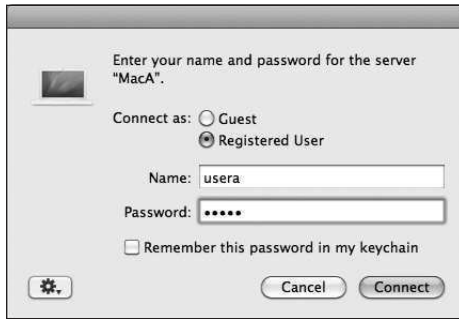 Enter your name and password for the server
“MacA”.
Connect as: Guest
Registered User
Name: usera
Password: •••••
Remember this password in my keychain
Cancel Connect